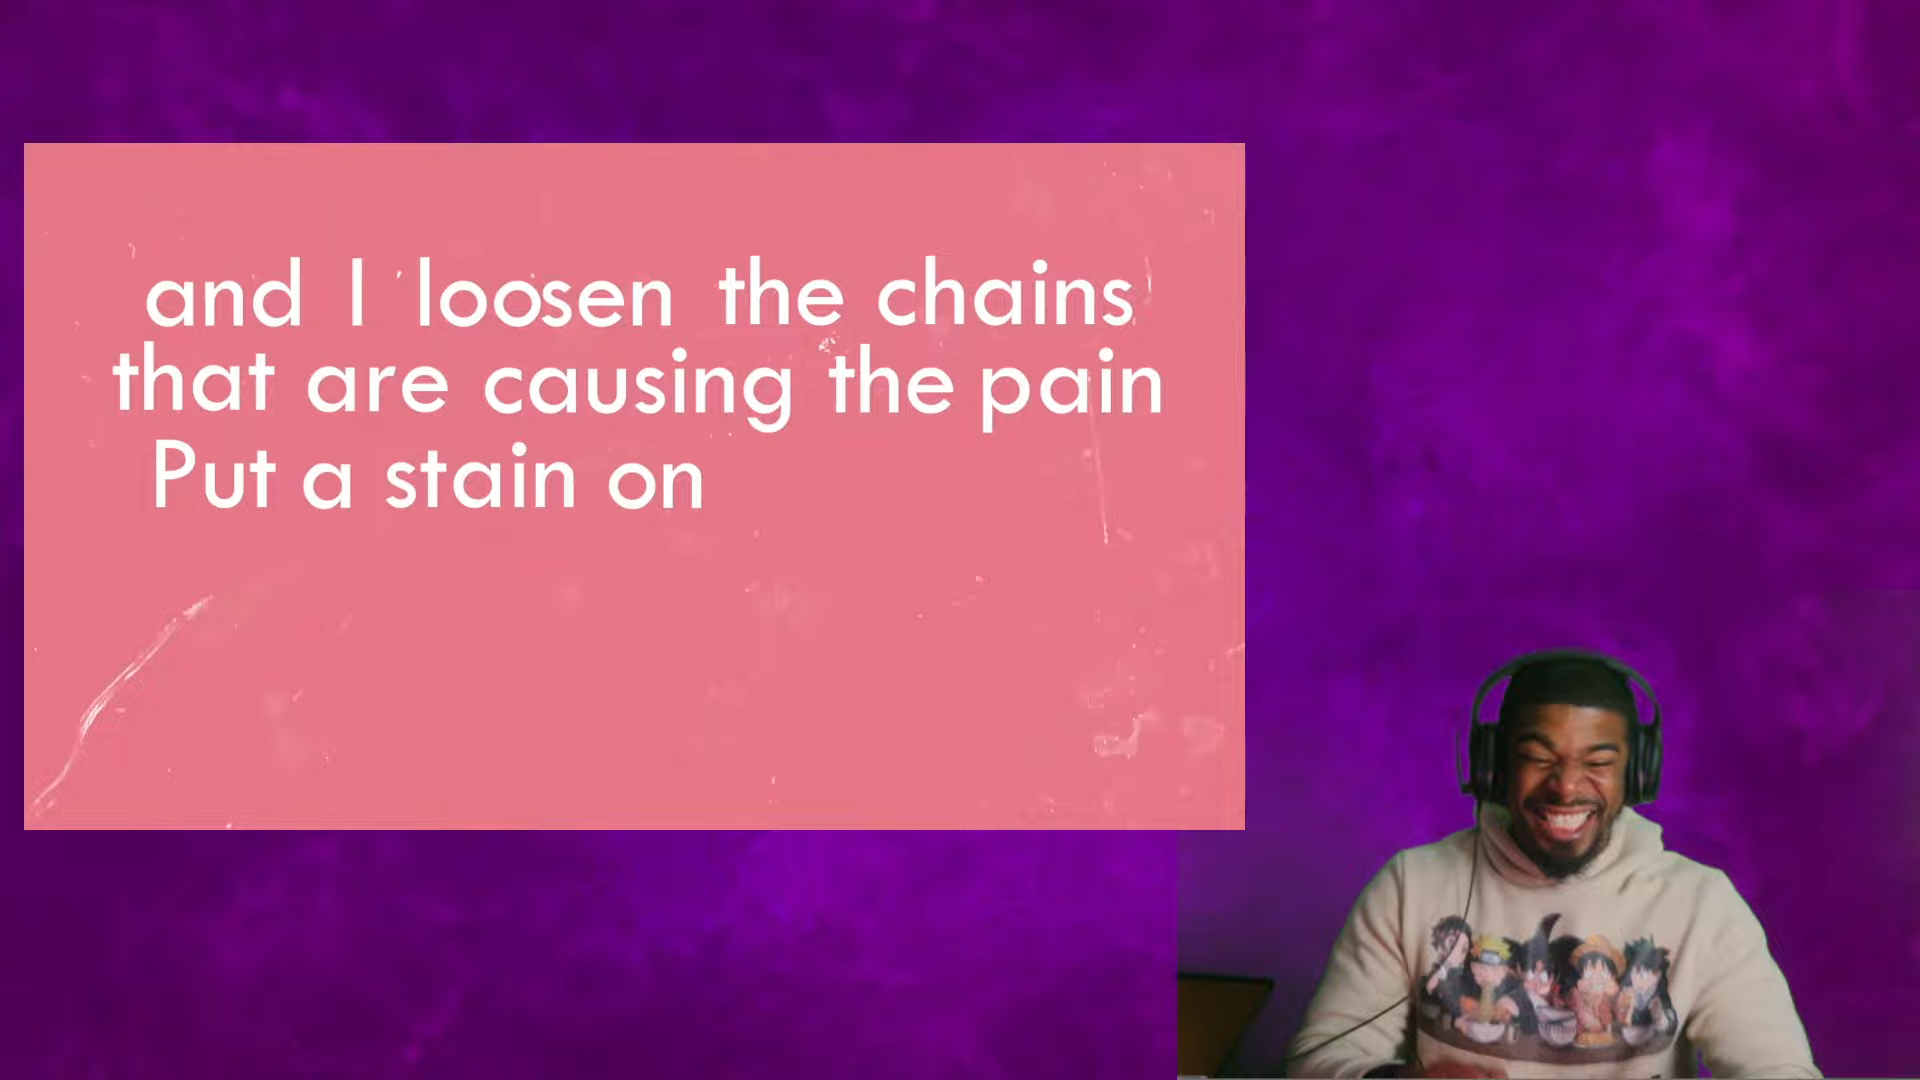 and I loosen the chains
that are causing the pain
Put a stain on